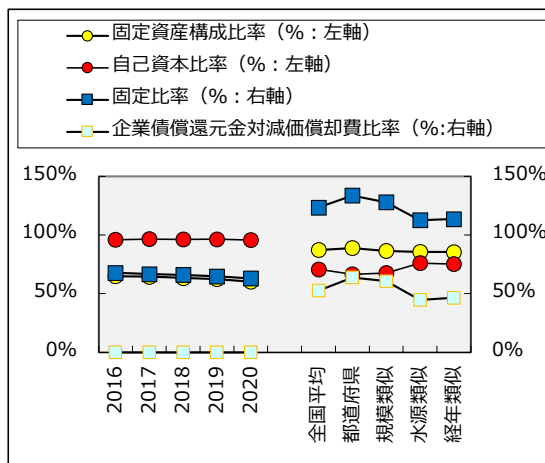 固定資産構成比率（％：左軸）
自己資本比率（％：左軸）
固定比率（％：右軸）
企業債償還元金対減価償却費比率（％:右軸）
150%
150%
100%
100%
50%
50%
0%
0%
2016
2017
2018
2019
2020
全国平均
都道府県
規模類似
水源類似
経年類似